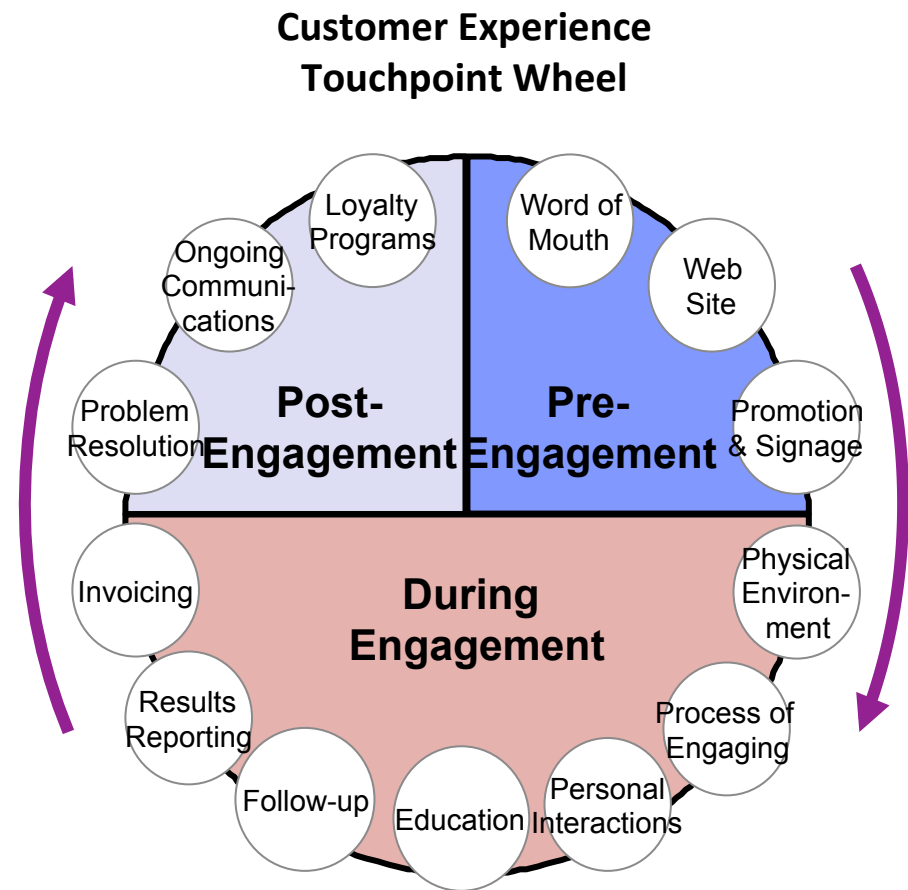 Customer Experience
Touchpoint Wheel
Loyalty
Programs
Word of
Mouth
Ongoing
Communi-
cations
Web
Site
Problem
Resolution
Post-
Engagement
Pre-
Engagement
Promotion
& Signage
Invoicing
During
Engagement
Physical
Environ-
ment
Results
Reporting
Process of
Engaging
Follow-up
Education
Personal
Interactions